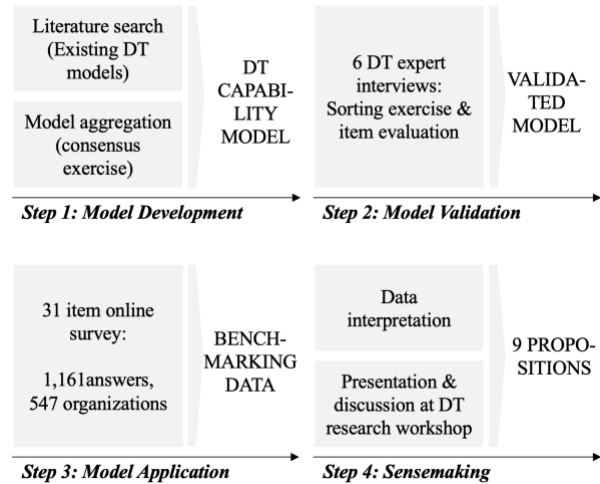 Literature search
(Existing DT
models)
Model aggregation
(consensus
exercise)
DT
CAPABI-
LITY
MODEL
Step 1: Model Development
6 DT expert
interviews:
Sorting exercise &
item evaluation
VALIDA-
TED
MODEL
Step 2: Model Validation
31 item online
survey:
1,161answers,
547 organizations
BENCH-
MARKING
DATA
Step 3: Model Application
Data
interpretation
Presentation &
discussion at DT
research workshop
9 PROPO-
SITIONS
Step 4: Sensemaking